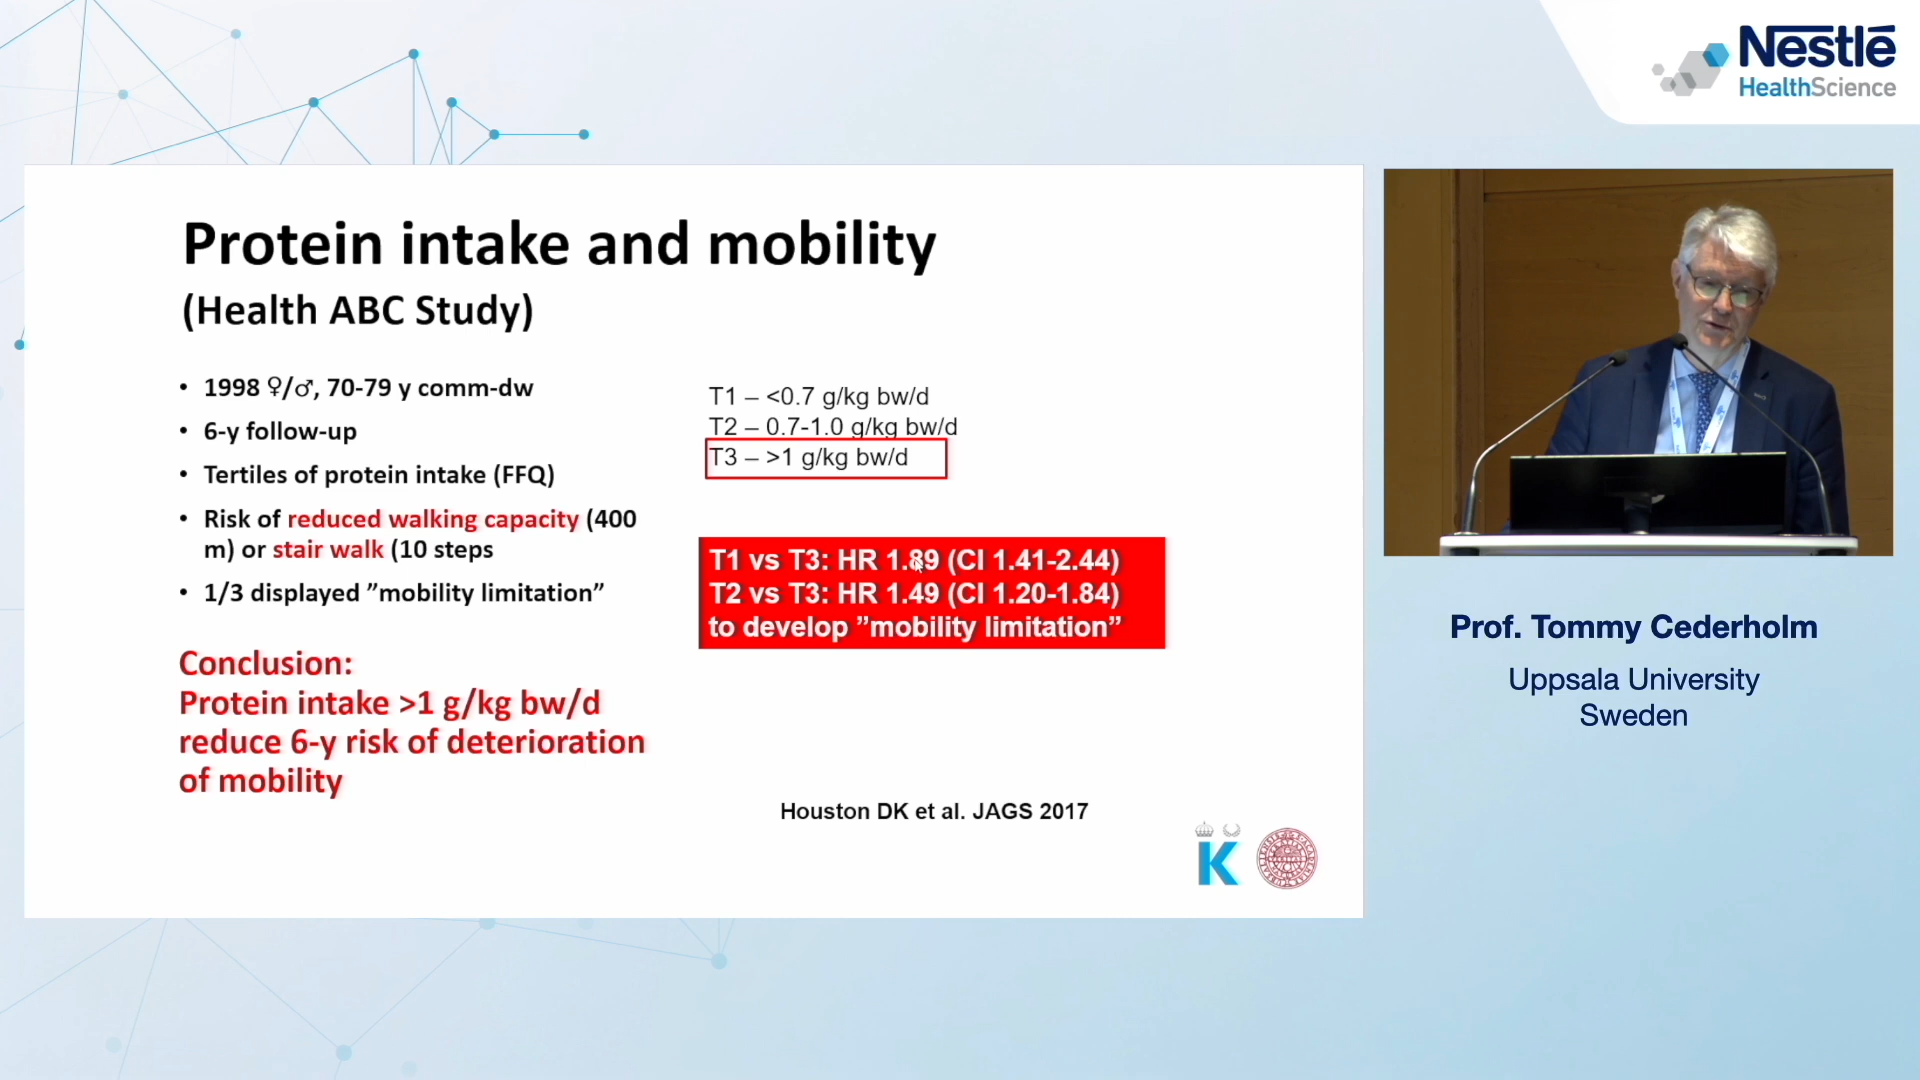 Nestlé
HealthScience
Protein intake and mobility
(Health ABC Study)
• 1998 ♀/♂, 70-79 y comm-dw
• 6-y follow-up
• Tertiles of protein intake (FFQ)
• Risk of reduced walking capacity (400
m) or stair walk (10 steps
• 1/3 displayed ”mobility limitation”
Conclusion:
Protein intake >1 g/kg bw/d
reduce 6-y risk of deterioration
of mobility
T1 – <0.7 g/kg bw/d
T2 – 0.7-1.0 g/kg bw/d
T3 – >1 g/kg bw/d
T1 vs T3: HR 1.89 (CI 1.41-2.44)
T2 vs T3: HR 1.49 (CI 1.20-1.84)
to develop ”mobility limitation”
Houston DK et al. JAGS 2017
K
Prof. Tommy Cederholm
Uppsala University
Sweden